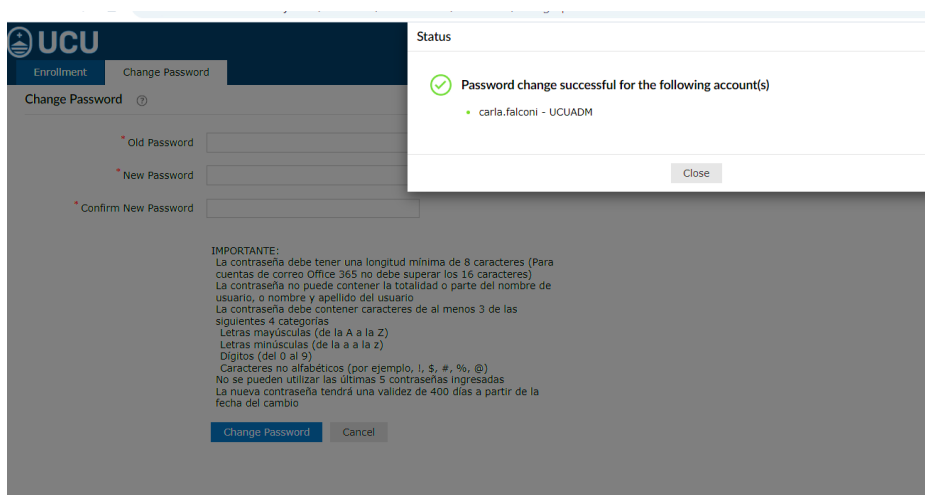 UCU
Enrollment
Change Password
Change Password
* Old Password
* New Password
* Confirm New Password
IMPORTANTE:
La contraseña debe tener una longitud mínima de 8 caracteres (Para
cuentas de correo Office 365 no debe superar los 16 caracteres)
La contraseña no puede contener la totalidad o parte del nombre de
usuario, o nombre y apellido del usuario
La contraseña debe contener caracteres de al menos 3 de las
siguientes 4 categorías
Letras mayúsculas (de la A a la Z)
Letras minúsculas (de la a a la z)
Dígitos (del 0 al 9)
Caracteres no alfabéticos (por ejemplo, !, $, #, %, @)
No se pueden utilizar las últimas 5 contraseñas ingresadas
La nueva contraseña tendrá una validez de 400 días a partir de la
fecha del cambio
Change Password
Cancel
Status
Password change successful for the following account(s)
• carla.falconi - UCUADM
Close